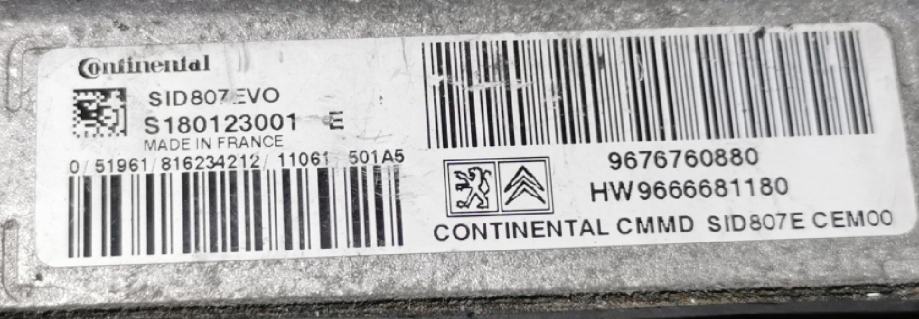 Continental
SID807EVO
S180123001 E
MADE IN FRANCE
0/51961/816234212/11061 501A5
9676760880
HW9666681180
CONTINENTAL CMMD SID807E CEM00